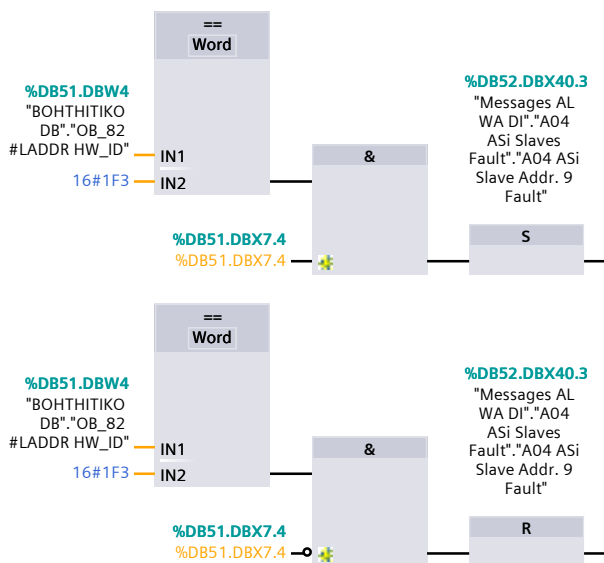 ==
Word
%DB51.DBW4
"BOHTHITIKO
DB"."OB_82
#LADDR HW_ID"
IN1
16#1F3
IN2
&
%DB51.DBX7.4
%DB51.DBX7.4
%DB52.DBX40.3
"Messages AL
WA DI"."A04
ASi Slaves
Fault"."A04 ASi
Slave Addr. 9
Fault"
S
==
Word
%DB51.DBW4
"BOHTHITIKO
DB"."OB_82
#LADDR HW_ID"
IN1
16#1F3
IN2
&
%DB51.DBX7.4
%DB51.DBX7.4
%DB52.DBX40.3
"Messages AL
WA DI"."A04
ASi Slaves
Fault"."A04 ASi
Slave Addr. 9
Fault"
R